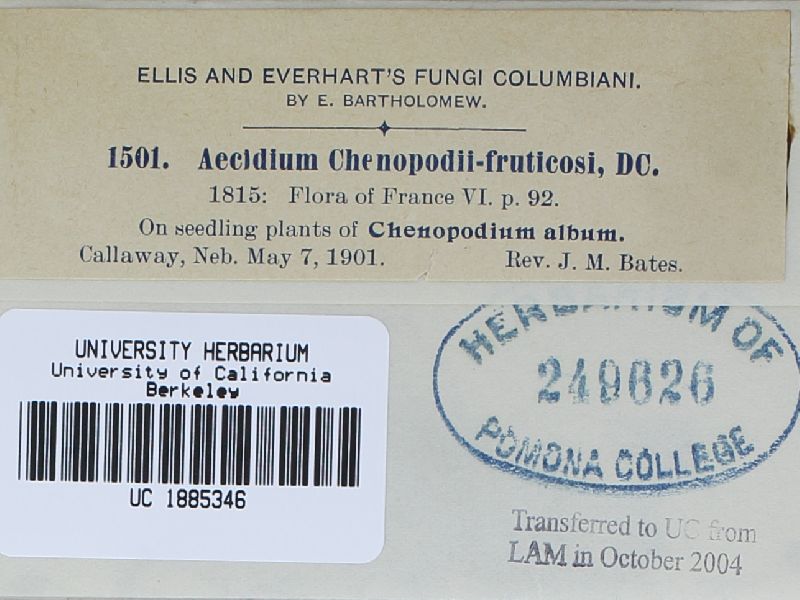 ELLIS AND EVERHART'S FUNGI COLUMBIANI.
BY E. BARTHOLOMEW.
1501. Aecidium Chenopodii-fruticosi, DC.
1815: Flora of France VI. p. 92.
On seedling plants of Chenopodium album.
Callaway, Neb. May 7, 1901. Rev. J. M. Bates.
UNIVERSITY HERBARIUM
University of California
Berkeley
UC 1885346
HERBARIUM OF
249626
POMONA COLLEGE
Transferred to UC from
LAM in October 2004